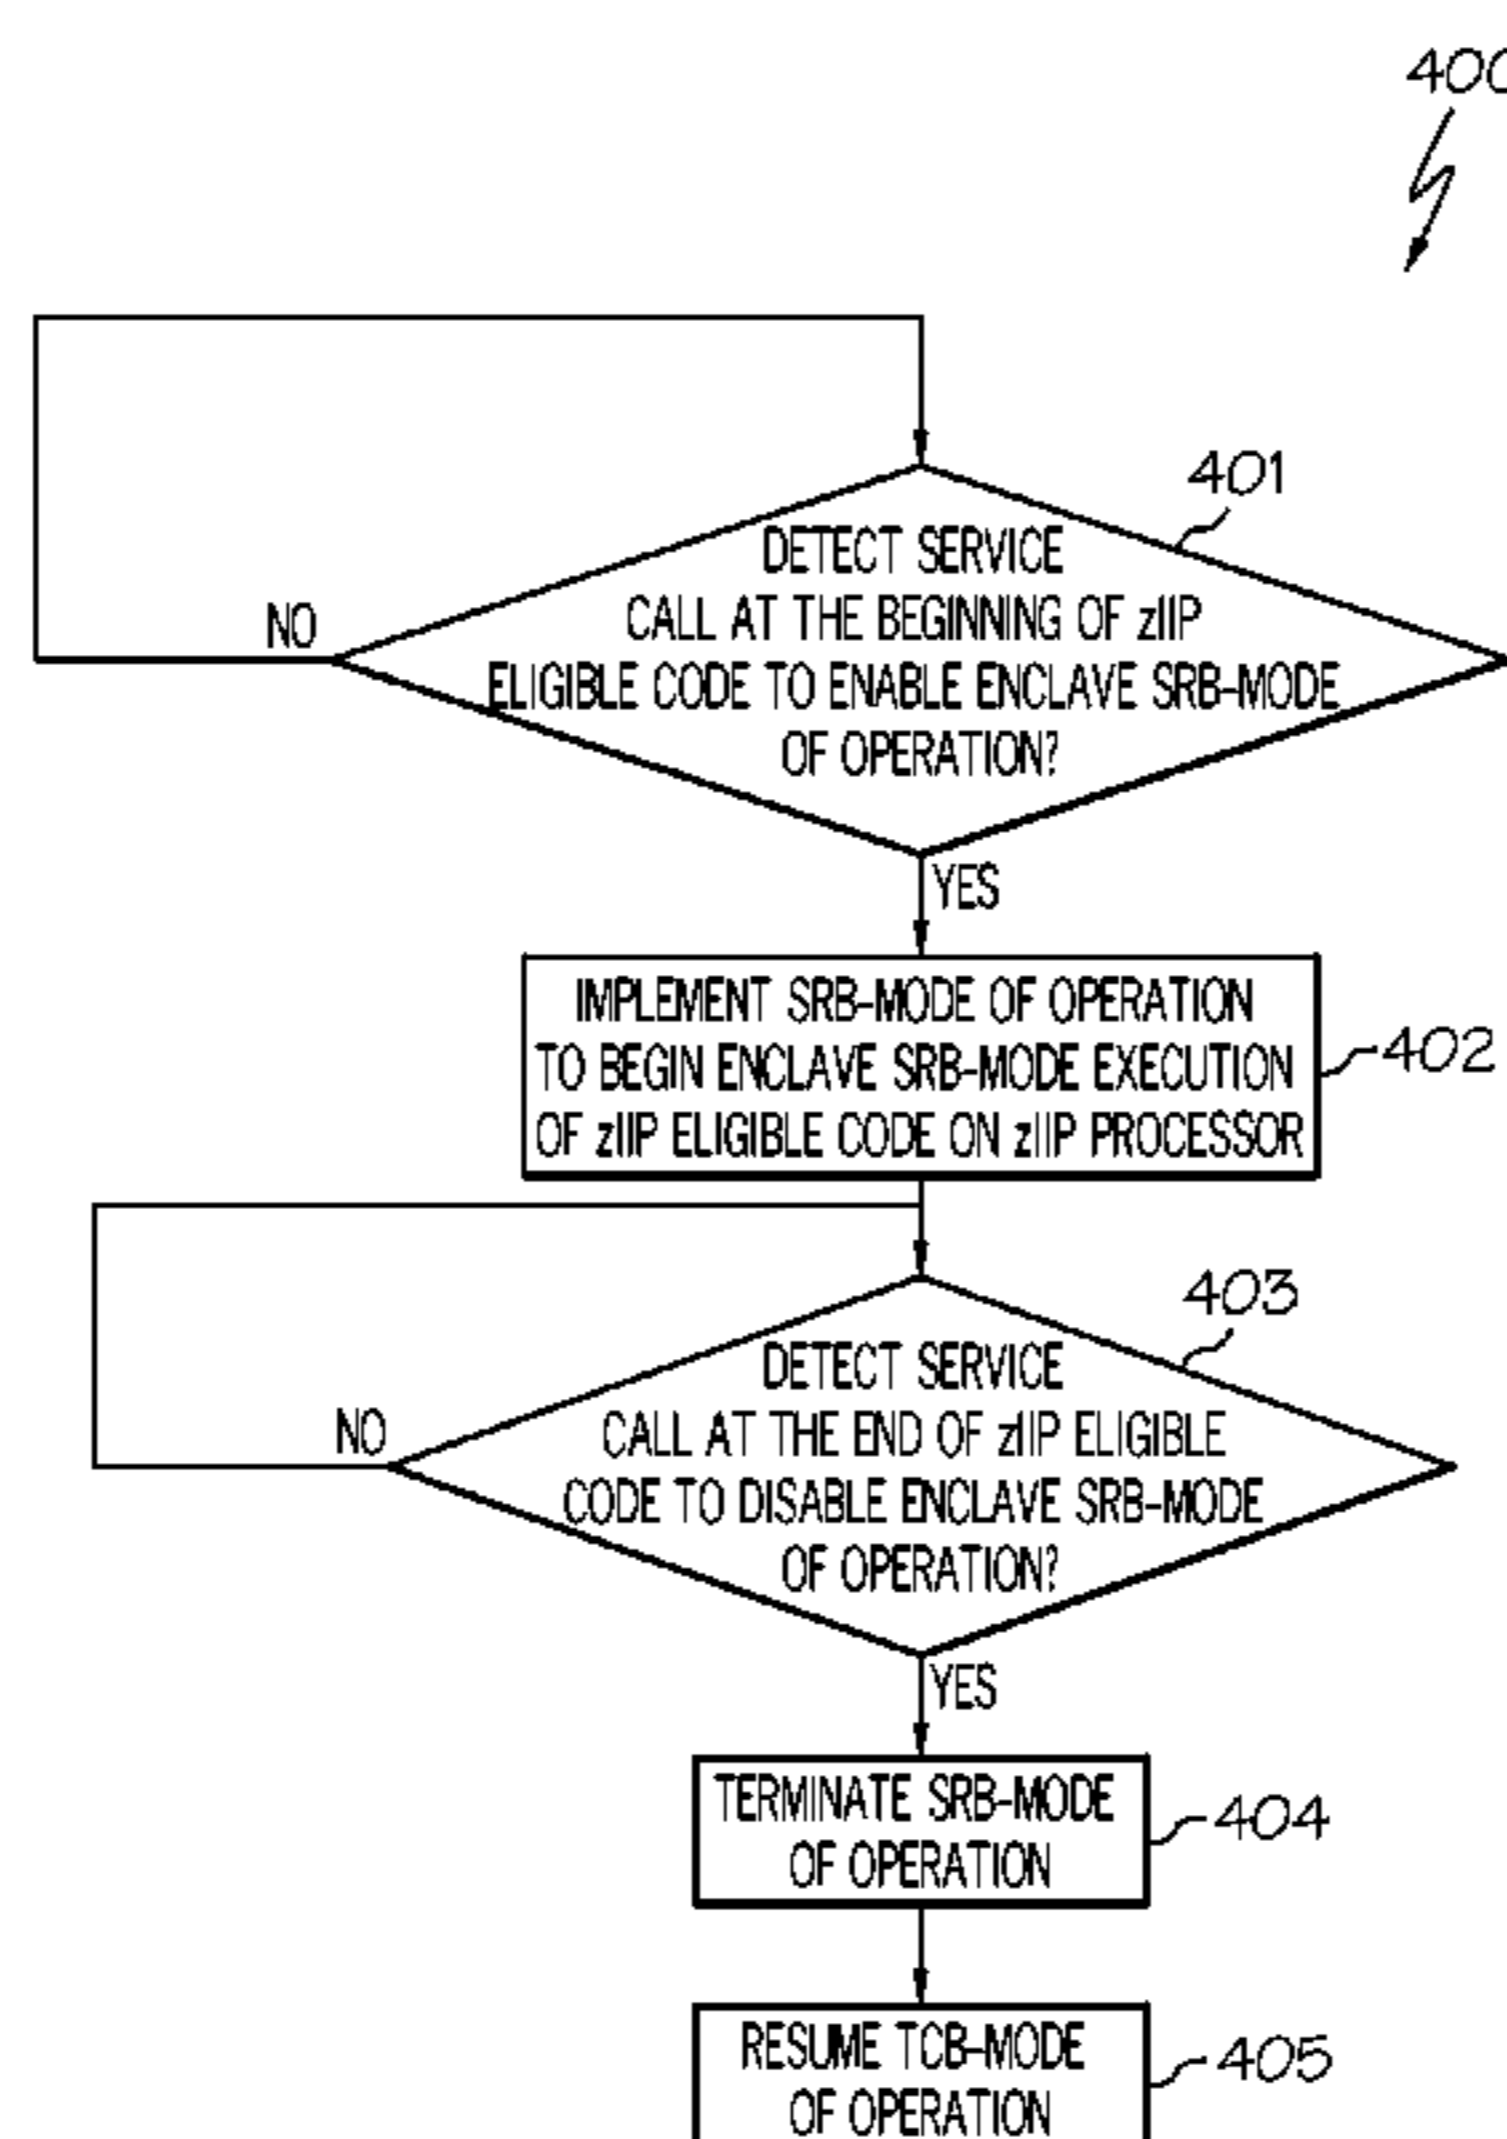 400
401
DETECT SERVICE
CALL AT THE BEGINNING OF zIIP
ELIGIBLE CODE TO ENABLE ENCLAVE SRB-MODE
OF OPERATION?
NO
YES
IMPLEMENT SRB-MODE OF OPERATION
TO BEGIN ENCLAVE SRB-MODE EXECUTION
OF zIIP ELIGIBLE CODE ON zIIP PROCESSOR
402
403
DETECT SERVICE
CALL AT THE END OF zIIP ELIGIBLE
CODE TO DISABLE ENCLAVE SRB-MODE
OF OPERATION?
NO
YES
TERMINATE SRB-MODE
OF OPERATION
404
RESUME TCB-MODE
OF OPERATION
405